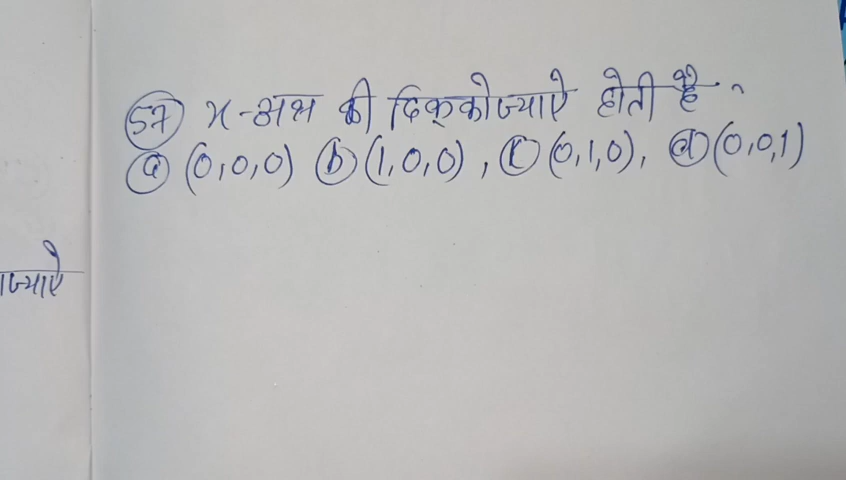 57 x-अक्ष की दिक्कोज्याऐ होती है -
a (0,0,0) b (1,0,0), c (0,1,0), d (0,0,1)
ज्याऐ